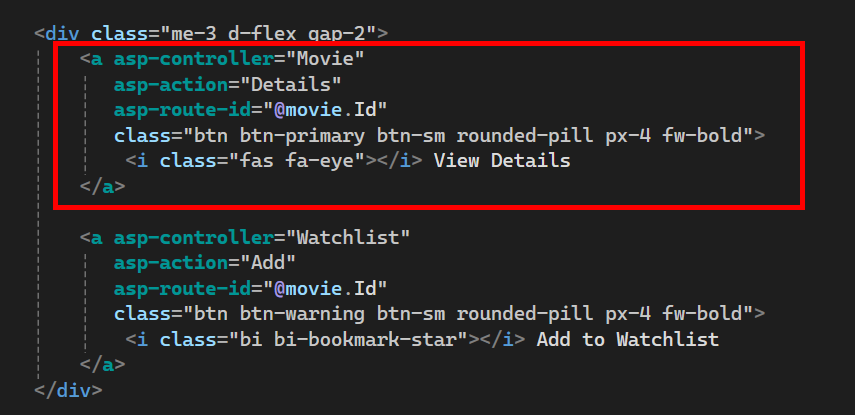 <div class="me-3 d-flex gap-2">
<a asp-controller="Movie"
asp-action="Details"
asp-route-id="@movie.Id"
class="btn btn-primary btn-sm rounded-pill px-4 fw-bold">
<i class="fas fa-eye"></i> View Details
</a>
<a asp-controller="Watchlist"
asp-action="Add"
asp-route-id="@movie.Id"
class="btn btn-warning btn-sm rounded-pill px-4 fw-bold">
<i class="bi bi-bookmark-star"></i> Add to Watchlist
</a>
</div>